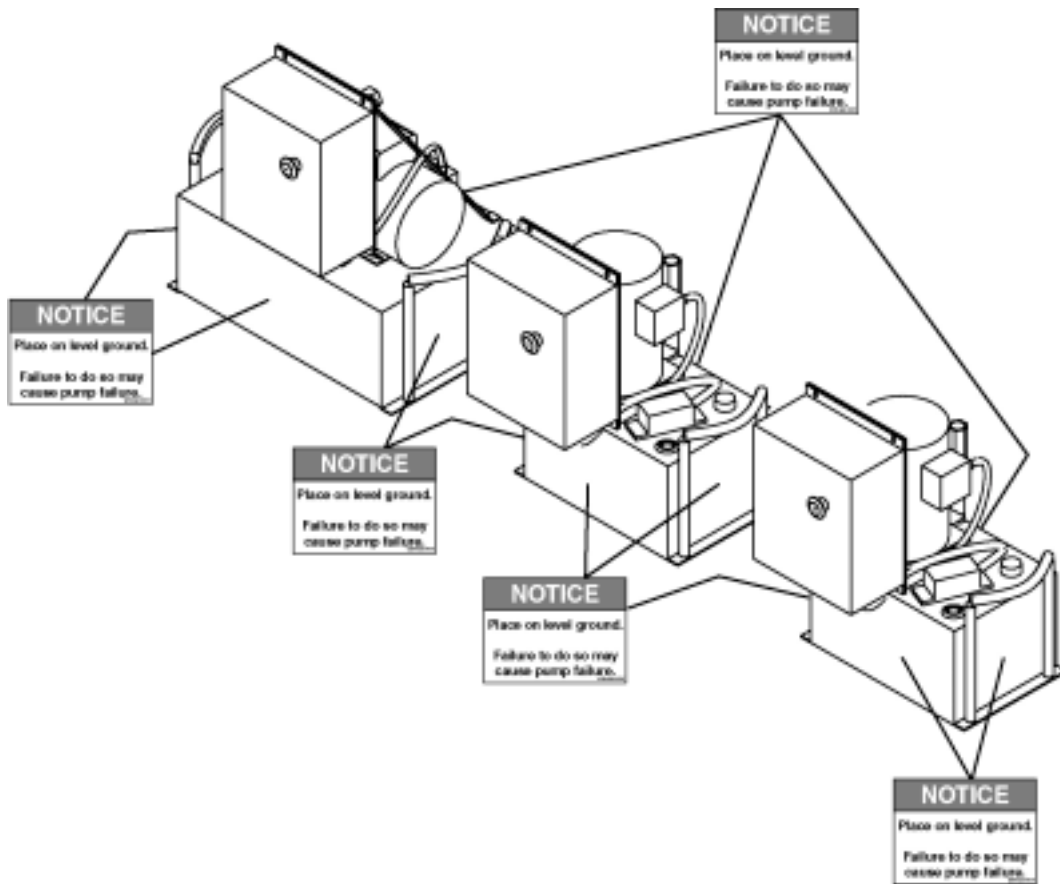 NOTICE
Place on level ground.
Failure to do so may
cause pump failure.
NOTICE
Place on level ground.
Failure to do so may
cause pump failure.
NOTICE
Place on level ground.
Failure to do so may
cause pump failure.
NOTICE
Place on level ground.
Failure to do so may
cause pump failure.
NOTICE
Place on level ground.
Failure to do so may
cause pump failure.